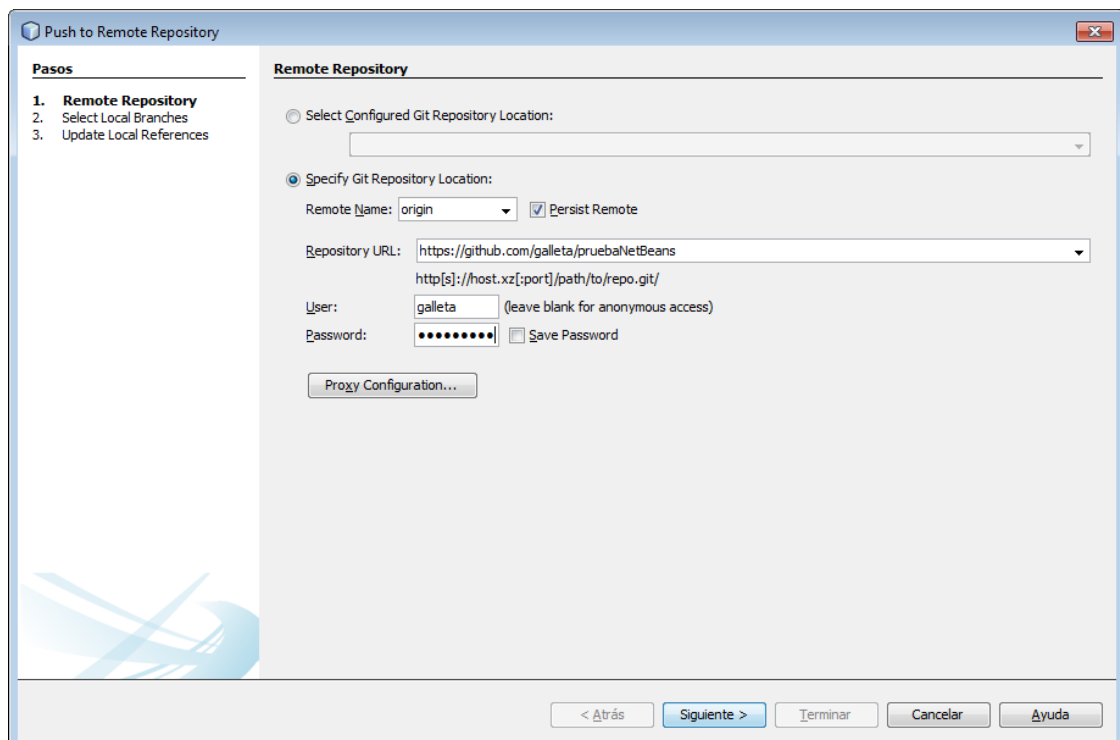 Push to Remote Repository
Pasos
1. Remote Repository
2. Select Local Branches
3. Update Local References
Remote Repository
Select Configured Git Repository Location:
Specify Git Repository Location:
Remote Name: origin Persist Remote
Repository URL: https://github.com/galleta/pruebaNetBeans
http[s]://host.xz[:port]/path/to/repo.git/
User: galleta (leave blank for anonymous access)
Password: ●●●●●●●●● Save Password
Proxy Configuration...
< Atrás Siguiente > Terminar Cancelar Ayuda